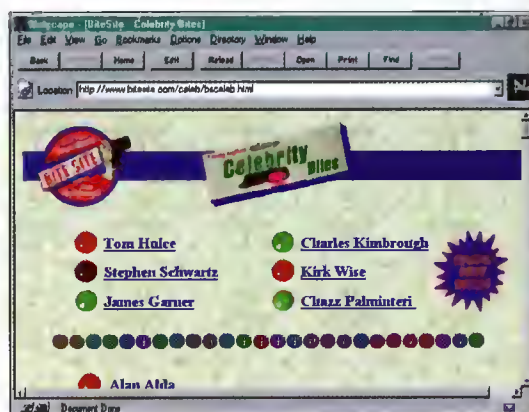 Netscape - [BiteSite - Celebrity Bites]
File Edit View Go Bookmarks Options Directory Window Help
Back Home Edit Reload Open Print Find
Location http://www.bitesite.com/celeb/bsceleb.html
BITE SITE
Celebrity
Bites
Tom Hulce
Charles Kimbrough
Stephen Schwartz
Kirk Wise
James Garner
Chazz Palminteri
Alan Alda
Document Done